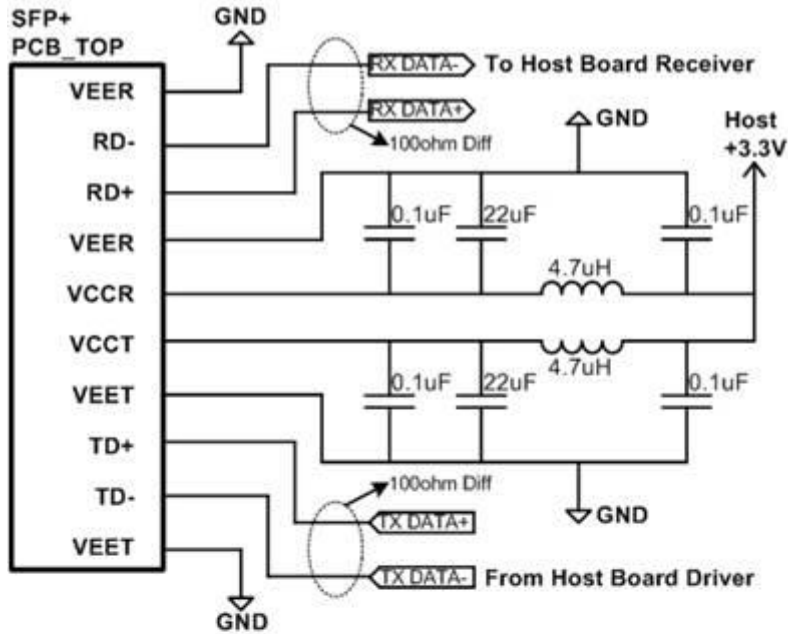 SFP+
PCB_TOP
GND
VEER
RX DATA- To Host Board Receiver
RD-
RX DATA+
100ohm Diff
GND
Host
+3.3V
RD+
VEER
0.1uF
22uF
0.1uF
4.7uH
VCCR
VCCT
4.7uH
VEET
0.1uF
22uF
0.1uF
TD+
100ohm Diff
TD-
TX DATA+
GND
VEET
TX DATA- From Host Board Driver
GND